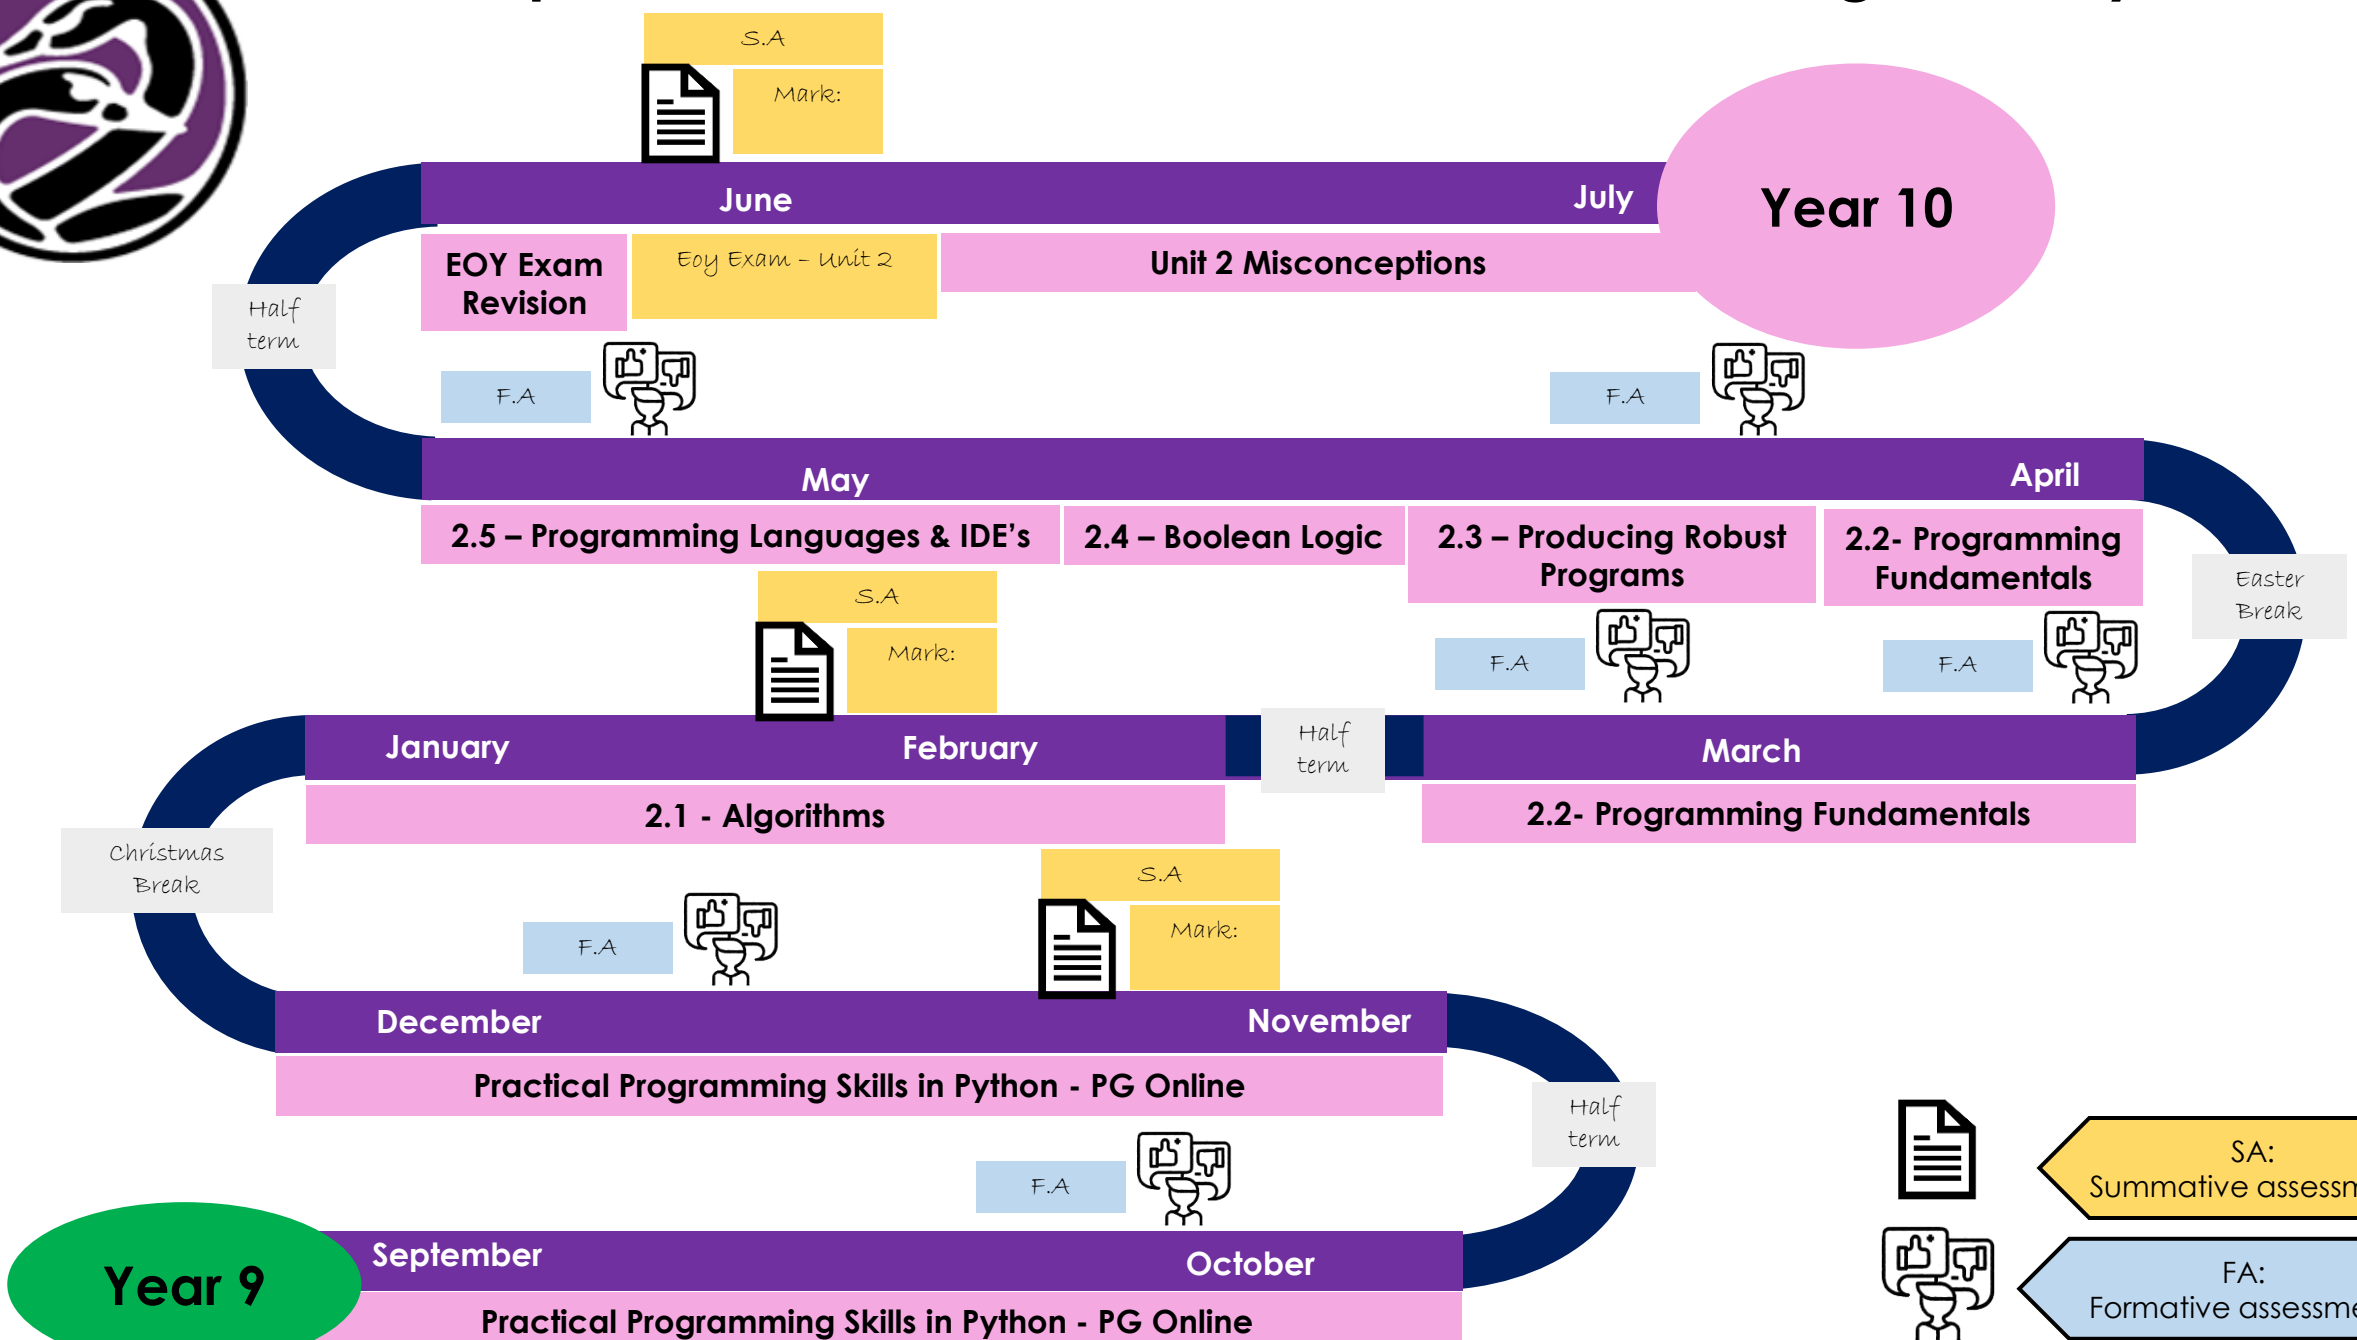 S.A
Mark:
June
July
Year 10
EOY Exam
Revision
Eoy Exam – Unit 2
Unit 2 Misconceptions
Half
term
F.A
F.A
May
April
2.5 – Programming Languages & IDE's
2.4 – Boolean Logic
2.3 – Producing Robust
Programs
2.2- Programming
Fundamentals
Easter
Break
S.A
Mark:
F.A
F.A
January
February
Half
term
March
2.1 - Algorithms
2.2- Programming Fundamentals
Christmas
Break
S.A
Mark:
F.A
December
November
Practical Programming Skills in Python - PG Online
Half
term
F.A
SA:
Summative
FA:
Formative
Year 9
September
October
Practical Programming Skills in Python - PG Online